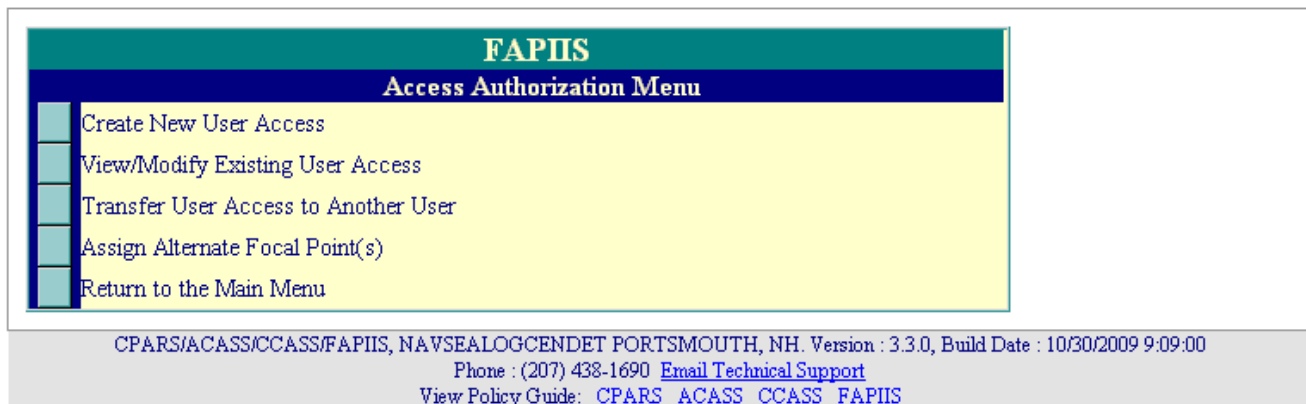 FAPIIS
Access Authorization Menu
Create New User Access
View/Modify Existing User Access
Transfer User Access to Another User
Assign Alternate Focal Point(s)
Return to the Main Menu
CPARS/ACASS/CCASS/FAPIIS, NAVSEALOGCENDET PORTSMOUTH, NH. Version : 3.3.0, Build Date : 10/30/2009 9:09:00
Phone : (207) 438-1690 Email Technical Support
View Policy Guide: CPARS ACASS CCASS FAPIIS